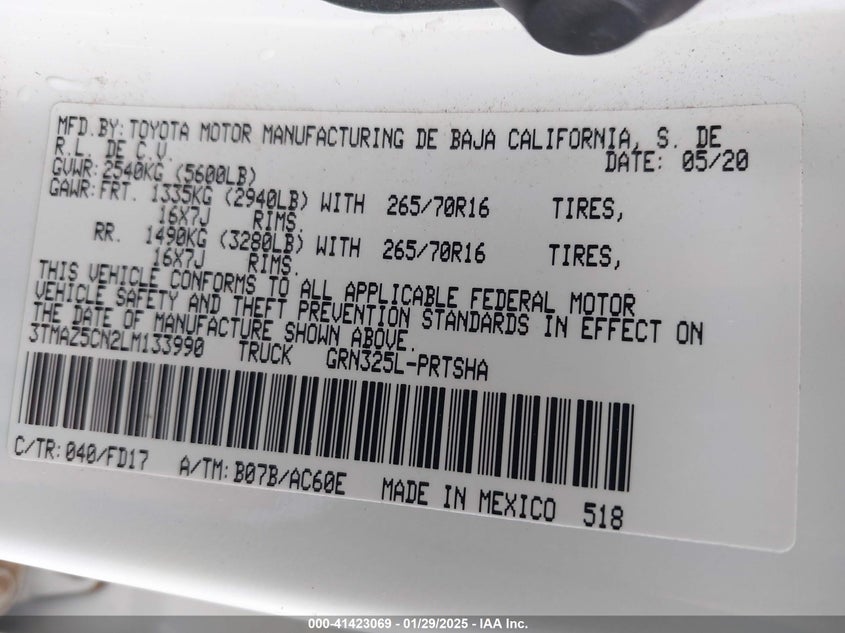 MFD.BY: TOYOTA MOTOR MANUFACTURING DE BAJA CALIFORNIA, S. DE
R.L. DE C.V.
DATE: 05/20
GVWR:2540KG (5600LB)
GAWR:FRT. 1335KG (2940LB) WITH 265/70R16 TIRES,
16X7J RIMS.
RR. 1490KG (3280LB) WITH 265/70R16 TIRES,
16X7J RIMS.
THIS VEHICLE CONFORMS TO ALL APPLICABLE FEDERAL MOTOR
VEHICLE SAFETY AND THEFT PREVENTION STANDARDS IN EFFECT ON
THE DATE OF MANUFACTURE SHOWN ABOVE.
3TMAZ5CN2LM133990 TRUCK GRN325L-PRTSHA
C/TR:040/FD17 A/TM:B07B/AC60E MADE IN MEXICO 518
000-41423069 - 01/29/2025 - IAA Inc.